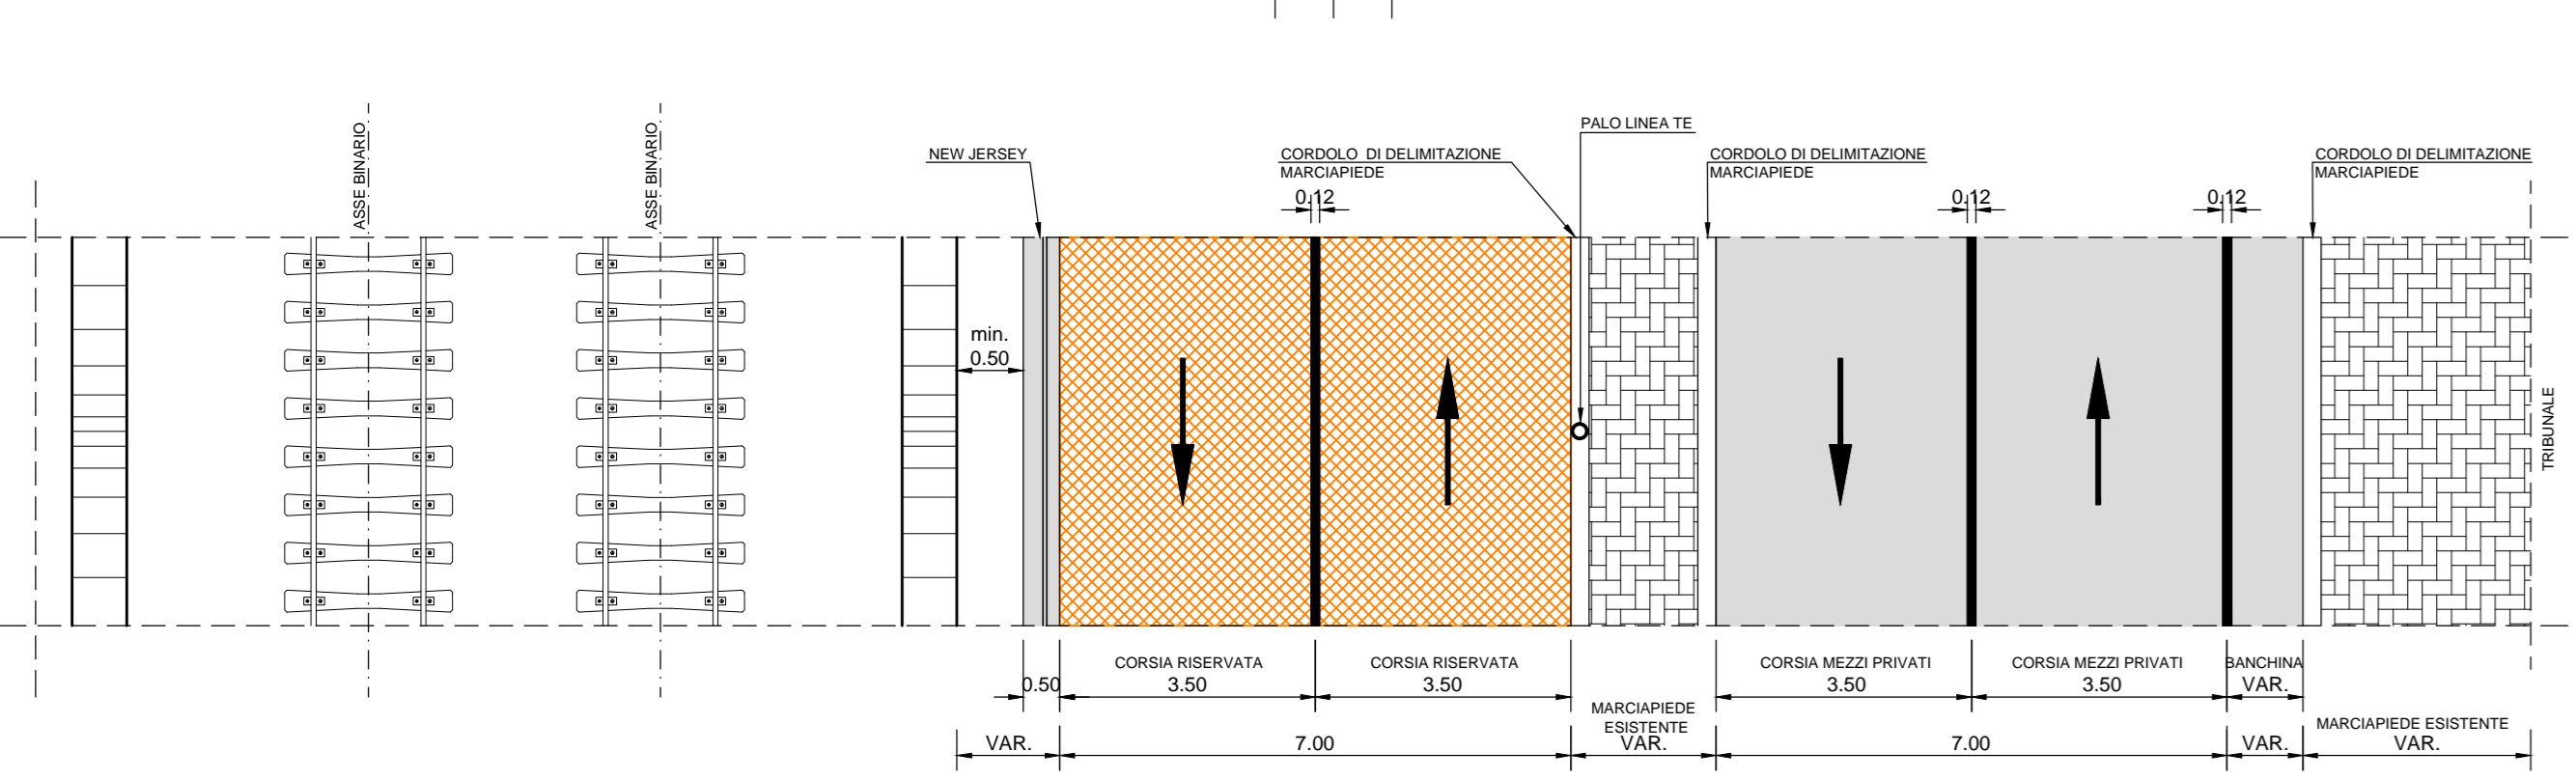 PALO LINEA TE
NEW JERSEY
CORDOLO DI DELIMITAZIONE
MARCIAPIEDE
CORDOLO DI DELIMITAZIONE
MARCIAPIEDE
CORDOLO DI DELIMITAZIONE
MARCIAPIEDE
ASSE BINARIO
ASSE BINARIO
0.12
0.12
0.12
min.
0.50
TRIBUNALE
CORSIA RISERVATA
CORSIA RISERVATA
CORSIA MEZZI PRIVATI
CORSIA MEZZI PRIVATI
BANCHINA
0.50
3.50
3.50
3.50
3.50
VAR.
MARCIAPIEDE
ESISTENTE
MARCIAPIEDE ESISTENTE
VAR.
7.00
VAR.
7.00
VAR.
VAR.